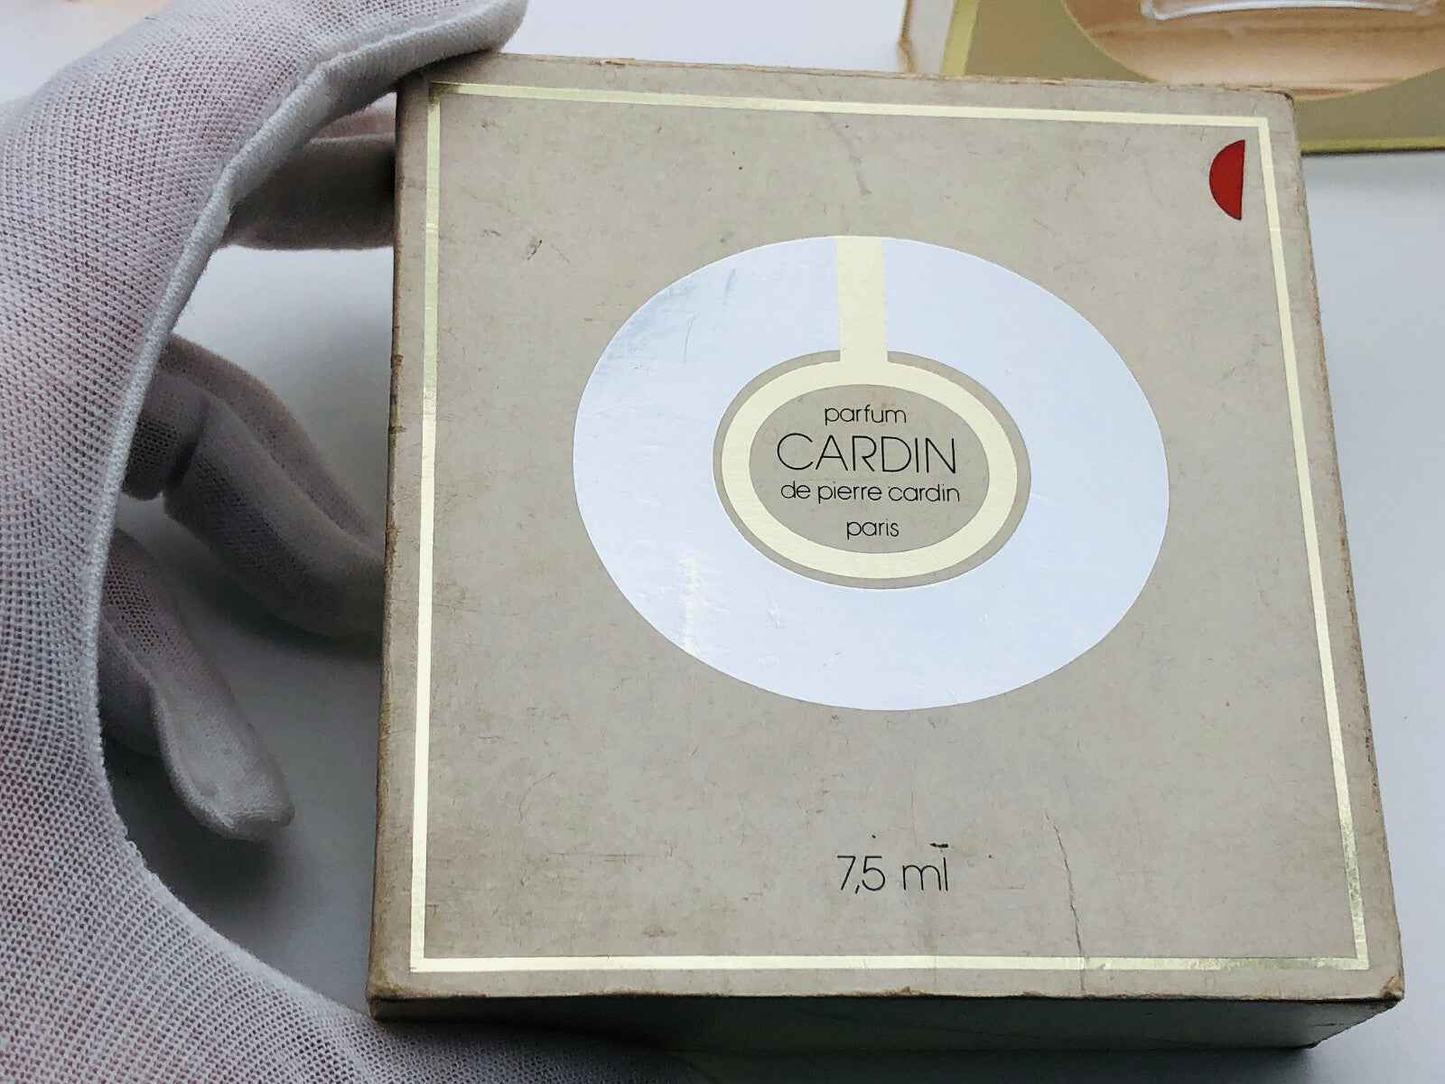 parfum
CARDIN
de pierre cardin
paris
7,5 ml